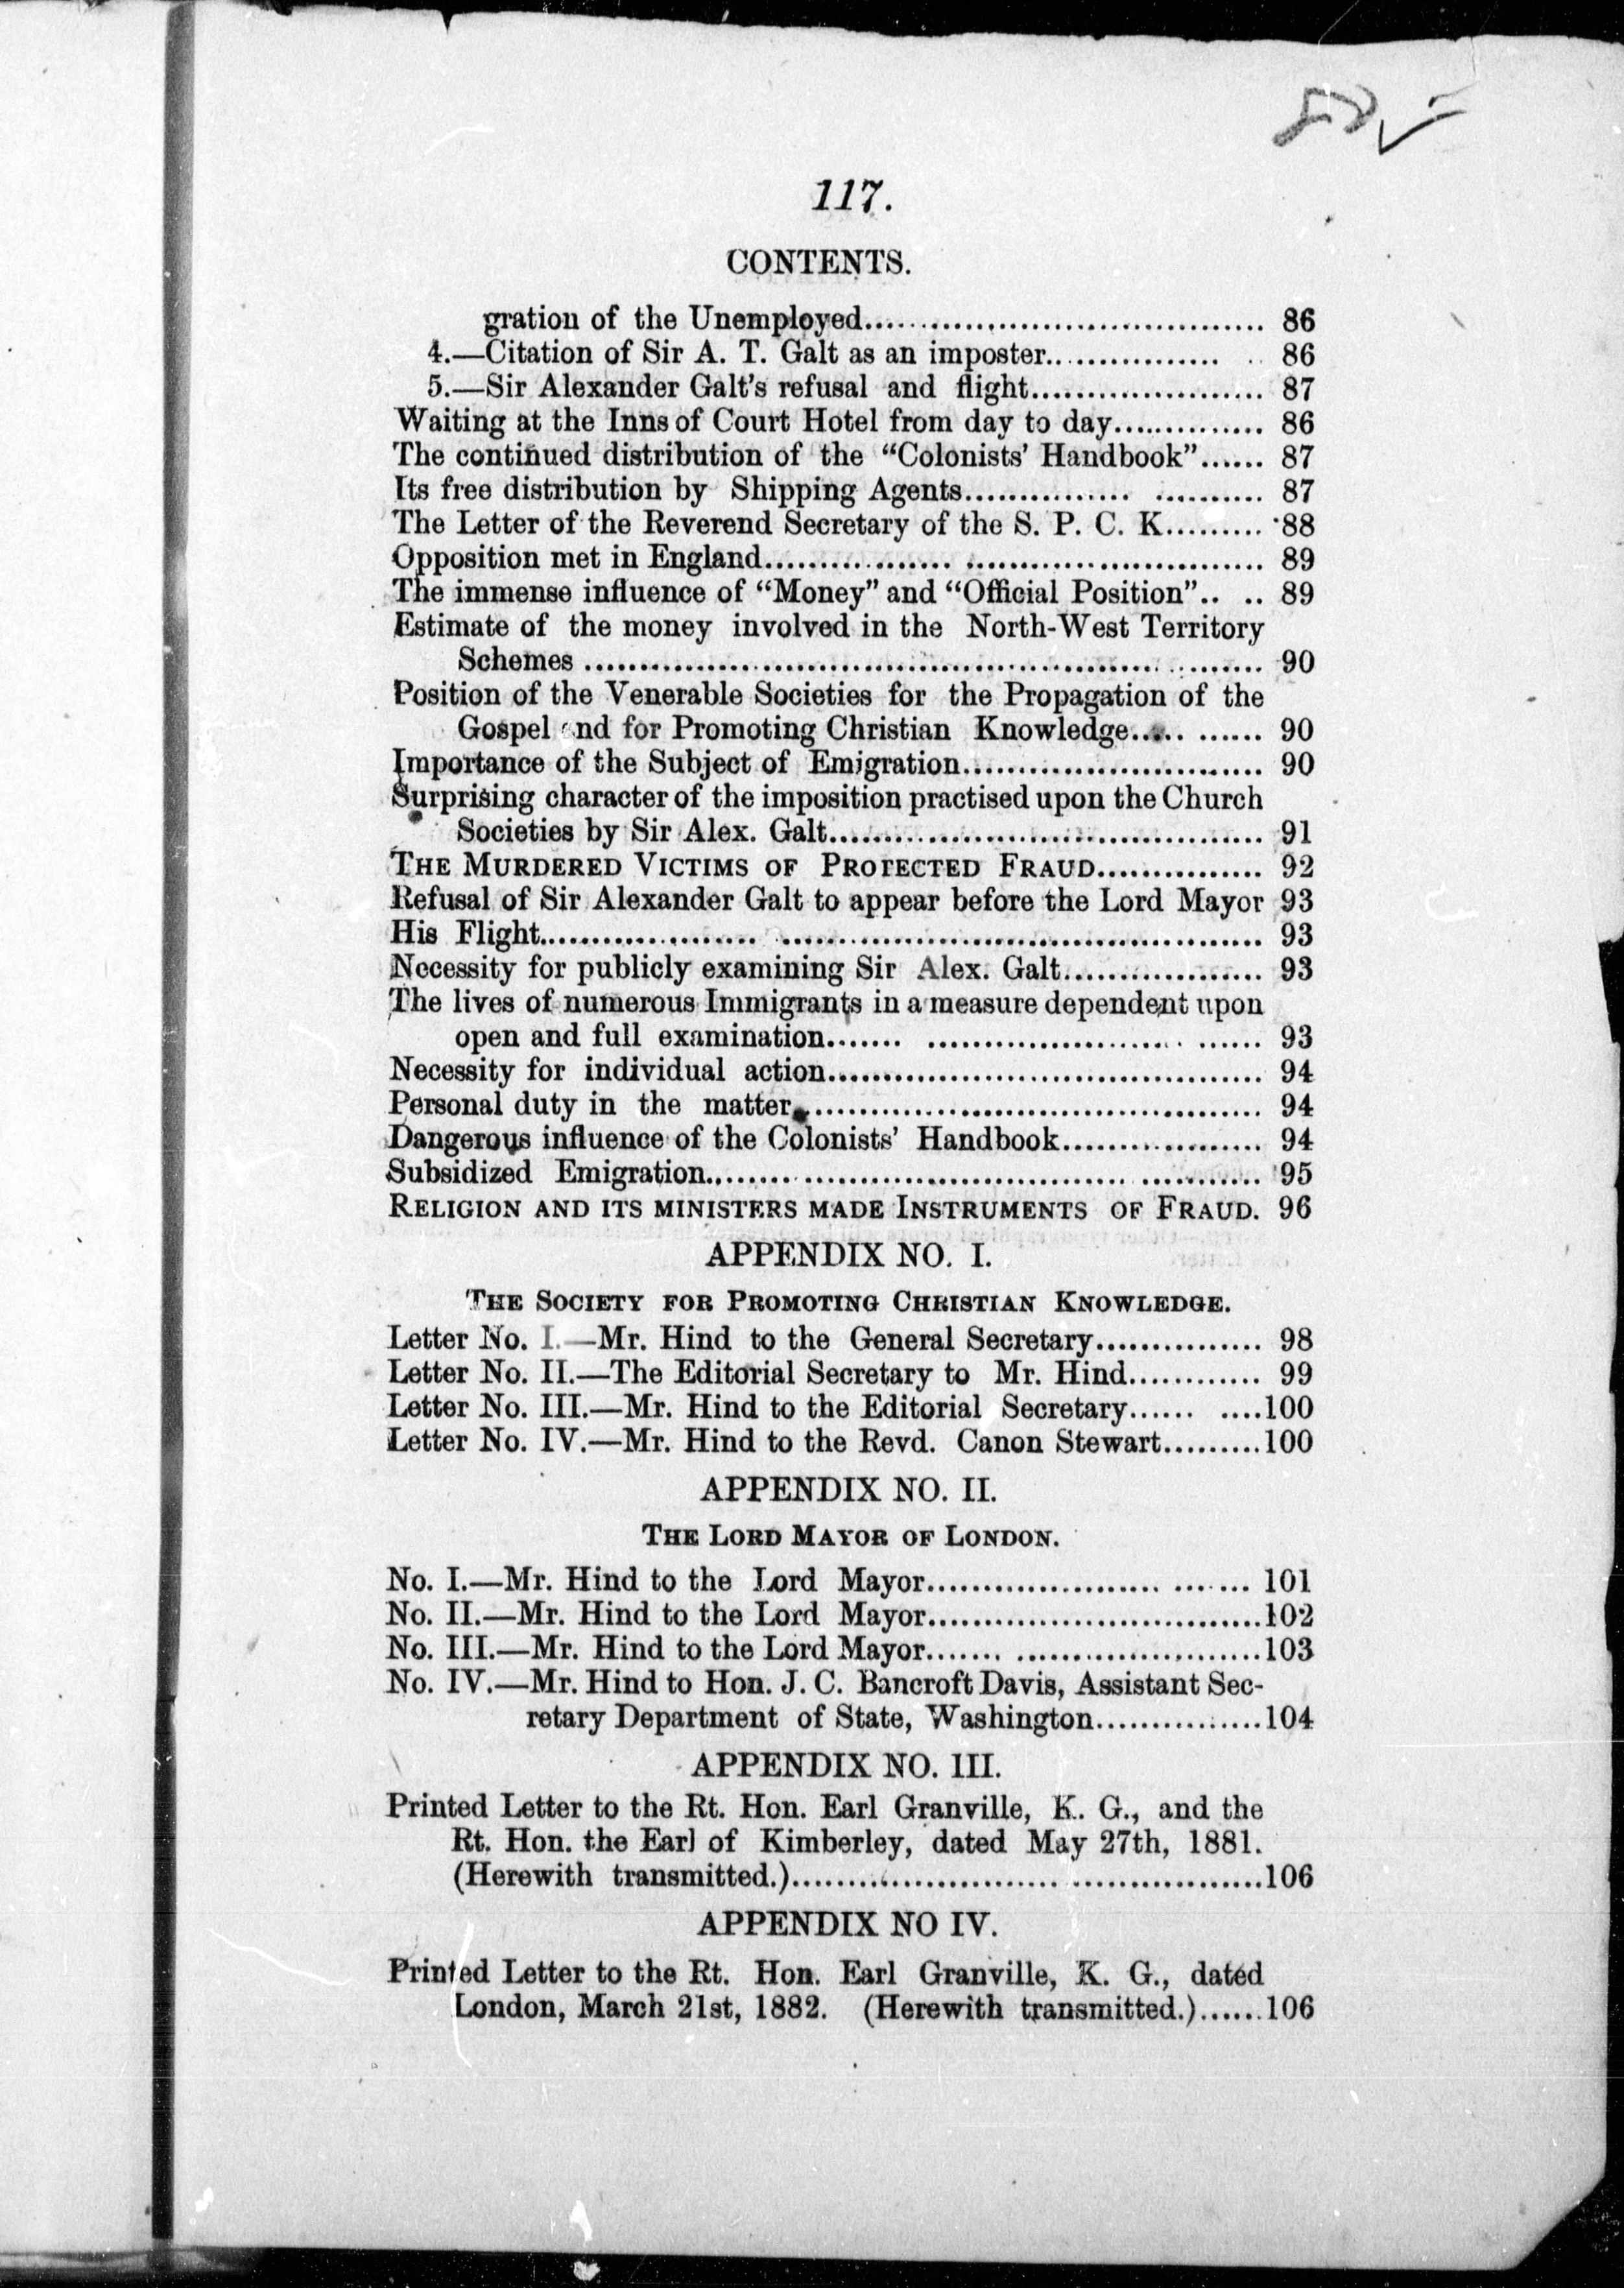 117.
CONTENTS.
gration of the Unemployed........................................ 86
4.—Citation of Sir A. T. Galt as an imposter.................. 86
5.—Sir Alexander Galt's refusal and flight..................... 87
Waiting at the Inns of Court Hotel from day to day.............. 86
The continued distribution of the "Colonists' Handbook"...... 87
Its free distribution by Shipping Agents......................... 87
The Letter of the Reverend Secretary of the S. P. C. K......... 88
Opposition met in England............................................. 89
The immense influence of "Money" and "Official Position".. .. 89
Estimate of the money involved in the North-West Territory
Schemes ............................................................... 90
Position of the Venerable Societies for the Propagation of the
Gospel and for Promoting Christian Knowledge..... ...... 90
Importance of the Subject of Emigration........................... 90
Surprising character of the imposition practised upon the Church
Societies by Sir Alex. Galt........................................ 91
THE MURDERED VICTIMS OF PROTECTED FRAUD............... 92
Refusal of Sir Alexander Galt to appear before the Lord Mayor 93
His Flight.................... ............................................. 93
Necessity for publicly examining Sir Alex. Galt.................. 93
The lives of numerous Immigrants in a measure dependent upon
open and full examination....... ............................... 93
Necessity for individual action........................................ 94
Personal duty in the matter........................................... 94
Dangerous influence of the Colonists' Handbook.................. 94
Subsidized Emigration.................................................. 95
RELIGION AND ITS MINISTERS MADE INSTRUMENTS OF FRAUD. 96
APPENDIX NO. I.
THE SOCIETY FOR PROMOTING CHRISTIAN KNOWLEDGE.
Letter No. I.—Mr. Hind to the General Secretary............... 98
Letter No. II.—The Editorial Secretary to Mr. Hind............ 99
Letter No. III.—Mr. Hind to the Editorial Secretary...... ....100
Letter No. IV.—Mr. Hind to the Revd. Canon Stewart.........100
APPENDIX NO. II.
THE LORD MAYOR OF LONDON.
No. I.—Mr. Hind to the Lord Mayor..................... ....... 101
No. II.—Mr. Hind to the Lord Mayor..............................102
No. III.—Mr. Hind to the Lord Mayor....... ......................103
No. IV.—Mr. Hind to Hon. J. C. Bancroft Davis, Assistant Sec-
retary Department of State, Washington................104
APPENDIX NO. III.
Printed Letter to the Rt. Hon. Earl Granville, K. G., and the
Rt. Hon. the Earl of Kimberley, dated May 27th, 1881.
(Herewith transmitted.)........................ ..................106
APPENDIX NO IV.
Printed Letter to the Rt. Hon. Earl Granville, K. G., dated
London, March 21st, 1882. (Herewith transmitted.)......106